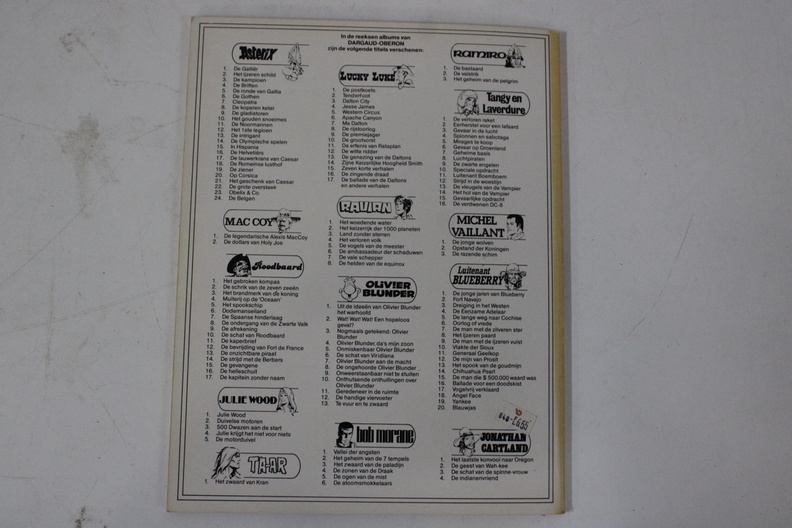 In de reeksen albums van
DARGAUD-OBERON
zijn de volgende titels verschenen:
Asterix
1. De Galliër
2. Het ijzeren schild
3. De kampioen
4. De Britten
5. De ronde van Gallia
6. De Gothen
7. Cleopatra
8. De koperen ketel
9. De gladiatoren
10. Het gouden snoeimes
11. De Noormannen
12. Het 1ste legioen
13. De intrigant
14. De Olympische spelen
15. In Hispania
16. De Helvetiërs
17. De lauwerkrans van Caesar
18. De Romeinse lusthof
19. De ziener
20. Op Corsica
21. Het geschenk van Caesar
22. De grote oversteek
23. Obelix & Co.
24. De Belgen
MAC COY
1. De legendarische Alexis MacCoy
2. De dollars van Holy Joe
Roodbaard
1. Het gebroken kompas
2. De schrik van de zeven zeeën
3. Het brandmerk van de koning
4. Muiterij op de 'Oceaan'
5. Het spookschip
6. Dodemanseiland
7. De Spaanse hinderlaag
8. De ondergang van de Zwarte Valk
9. De afrekening
10. De schat van Roodbaard
11. De kaperbrief
12. De bevrijding van Fort de France
13. De onzichtbare piraat
14. De strijd met de Berbers
15. De gevangene
16. De helleschuit
17. De kapitein zonder naam
JULIE WOOD
1. Julie Wood
2. Duivelse motoren
3. 500 Dwazen aan de start
4. Julie krijgt het niet voor niets
5. De motorduivel
TA-AR
1. Het zwaard van Kran
LUCKY LUKE
1. De postkoets
2. Tenderfoot
3. Dalton City
4. Jesse James
5. Western Circus
6. Apache Canyon
7. Ma Dalton
8. De rijstoorlog
9. De premiejager
10. De grootvorst
11. De erfenis van Rataplan
12. De witte ridder
13. De genezing van de Daltons
14. Zijne Keizerlijke Hoogheid Smith
15. Zeven korte verhalen
16. De zingende draad
17. De ballade van de Daltons
en andere verhalen
RAVIAN
1. Het woedende water
2. Het keizerrijk der 1000 planeten
3. Land zonder sterren
4. Het verloren volk
5. De vogels van de meester
6. De ambassadeur der schaduwen
7. De valse schepper
8. De helden van de equinox
OLIVIER
BLUNDER
1. Uit de ideeën van Olivier Blunder
het warhoofd
2. Wat! Wat! Een hopeloos
geval?
3. Nogmaals getekend: Olivier
Blunder
4. Olivier Blunder, da's mijn zoon
5. Onmiskenbaar Olivier Blunder
6. De schat van Viridiana
7. Olivier Blunder aan de macht
8. De ongehoorde Olivier Blunder
9. Onweerstaanbaar niet te stuiten
10. Onthutsende onthullingen over
Olivier Blunder
11. Geredeneer in de ruimte
12. De handige viervoeter
13. Te vuur en te zwaard
bob morane
1. Vallei der angsten
2. Het geheim van de 7 tempels
3. Het zwaard van de paladijn
4. De zonen van de Draak
5. De ogen van de mist
6. De atoomsmokkelaars
RAMIRO
1. De bastaard
2. De valstrik
3. Het geheim van de pelgrim
Tangy en
Laverdure
1. De verloren raket
2. Eerherstel voor een lafaard
3. Gevaar in de lucht
4. Spionnen en sabotage
5. Mirages te koop
6. Gevaar op Groenland
7. Geheime basis
8. Luchtpiraten
9. De zwarte engelen
10. Speciale opdracht
11. Luitenant Boemboem
12. Strijd in de woestijn
13. De vleugels van de Vampier
14. Het hol van de Vampier
15. Gevaarlijke opdracht
16. De verdwenen DC-8
MICHEL
VAILLANT
1. De jonge wolven
2. Opstand der Koningen
3. De razende schim
Luitenant
BLUEBERRY
1. De jonge jaren van Blueberry
2. Fort Navajo
3. Dreiging in het Westen
4. De Eenzame Adelaar
5. De lange weg naar Cochise
6. Oorlog of vrede
7. De man met de zilveren ster
8. Het ijzeren paard
9. De man met de ijzeren vuist
10. Vlakte der Sioux
11. Generaal Geelkop
12. De mijn van Prosit
13. Het spook van de goudmijn
14. Chihuahua Pearl
15. De man die $ 500.000 waard was
16. Ballade voor een doodskist
17. Vogelvrij verklaard
18. Angel Face
19. Yankee
20. Blauwjas
JONATHAN
CARTLAND
1. Het laatste konvooi naar Oregon
2. De geest van Wah-kee
3. De schat van de spinne-vrouw
4. De indianenvriend